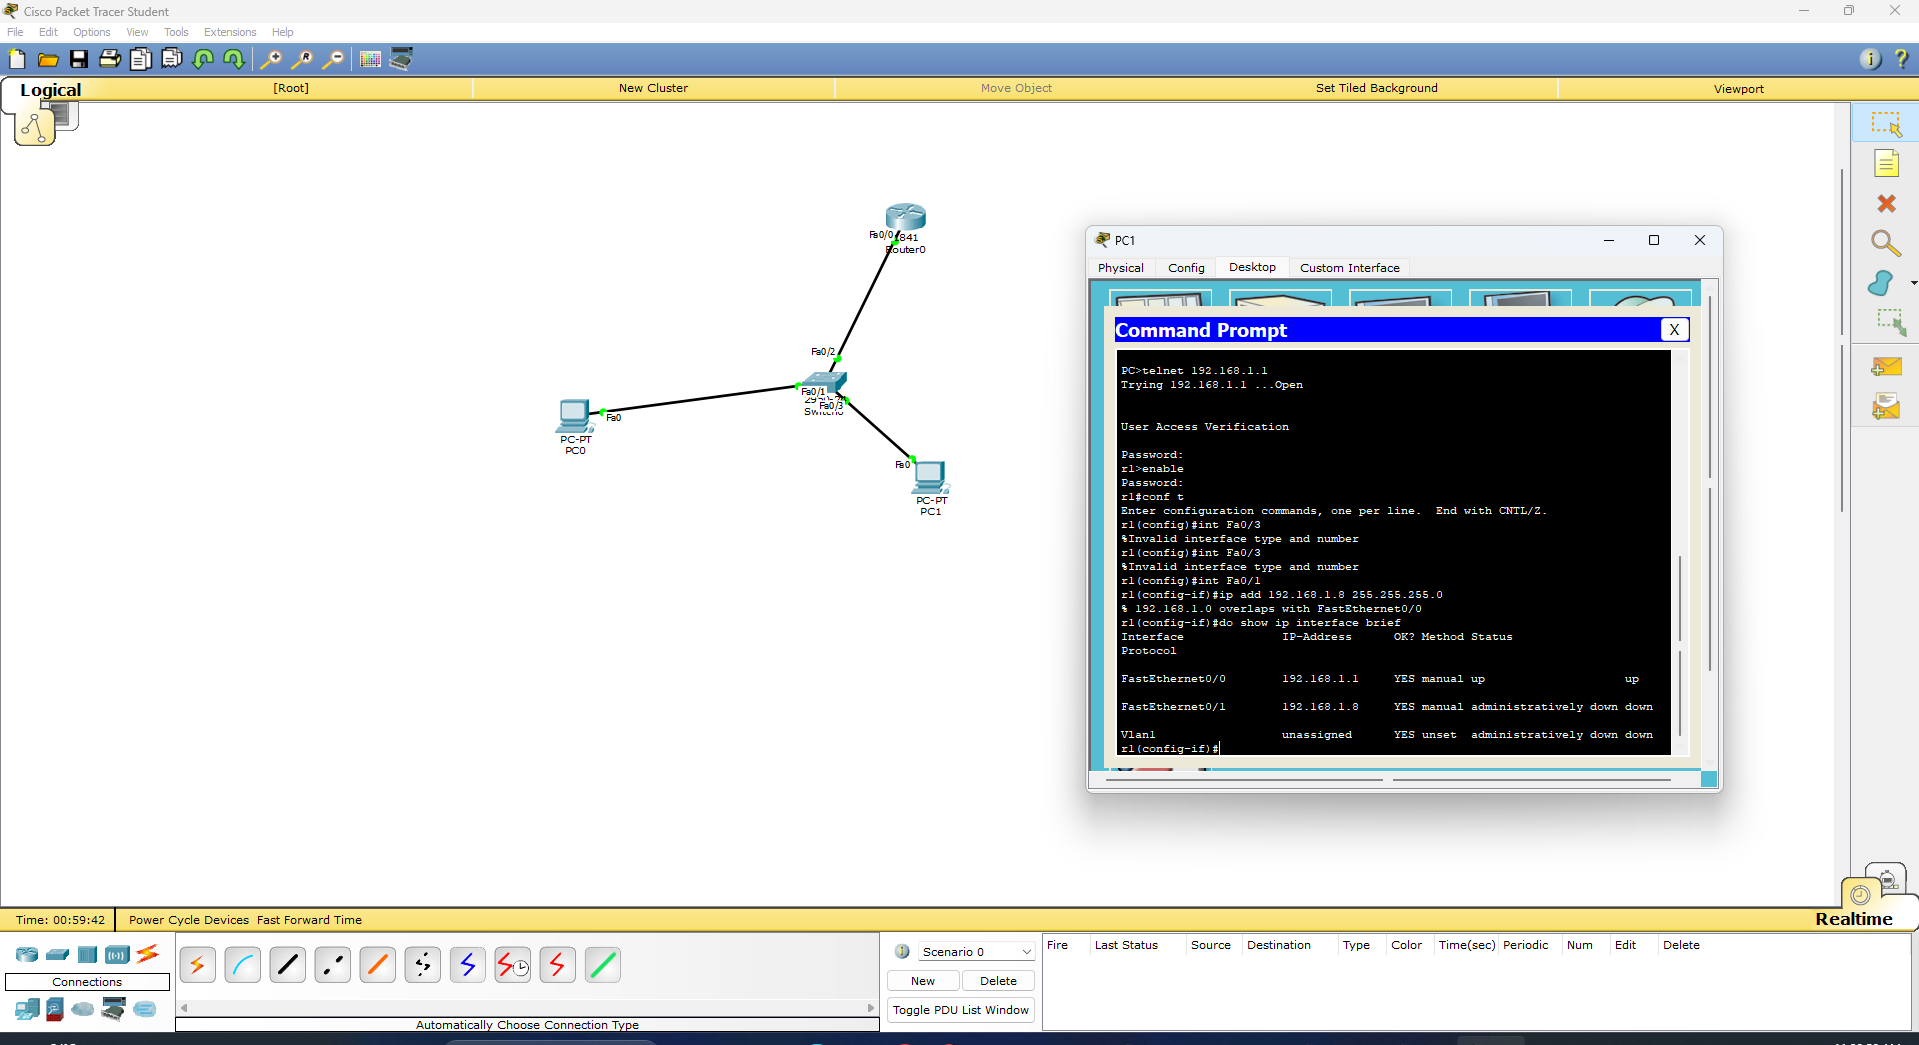 Cisco Packet Tracer Student
File Edit Options View Tools Extensions Help
Logical [Root] New Cluster Move Object Set Tiled Background Viewport
Fa0/0
1841
Router0
Fa0/2
Fa0/1
Fa0/3
Fa0
PC-PT
PC0
Fa0
PC-PT
PC1
PC1
Physical Config Desktop Custom Interface
Command Prompt X
PC>telnet 192.168.1.1
Trying 192.168.1.1 ...Open
User Access Verification
Password:
r1>enable
Password:
r1#conf t
Enter configuration commands, one per line.  End with CNTL/Z.
r1(config)#int Fa0/3
%Invalid interface type and number
r1(config)#int Fa0/3
%Invalid interface type and number
r1(config)#int Fa0/1
r1(config-if)#ip add 192.168.1.8 255.255.255.0
% 192.168.1.0 overlaps with FastEthernet0/0
r1(config-if)#do show ip interface brief
Interface IP-Address OK? Method Status
Protocol
FastEthernet0/0 192.168.1.1 YES manual up up
FastEthernet0/1 192.168.1.8 YES manual administratively down down
Vlan1 unassigned YES unset administratively down down
r1(config-if)#
Time: 00:59:42 Power Cycle Devices Fast Forward Time Realtime
Connections
Automatically Choose Connection Type
Scenario 0
New Delete
Toggle PDU List Window
Fire Last Status Source Destination Type Color Time(sec) Periodic Num Edit Delete